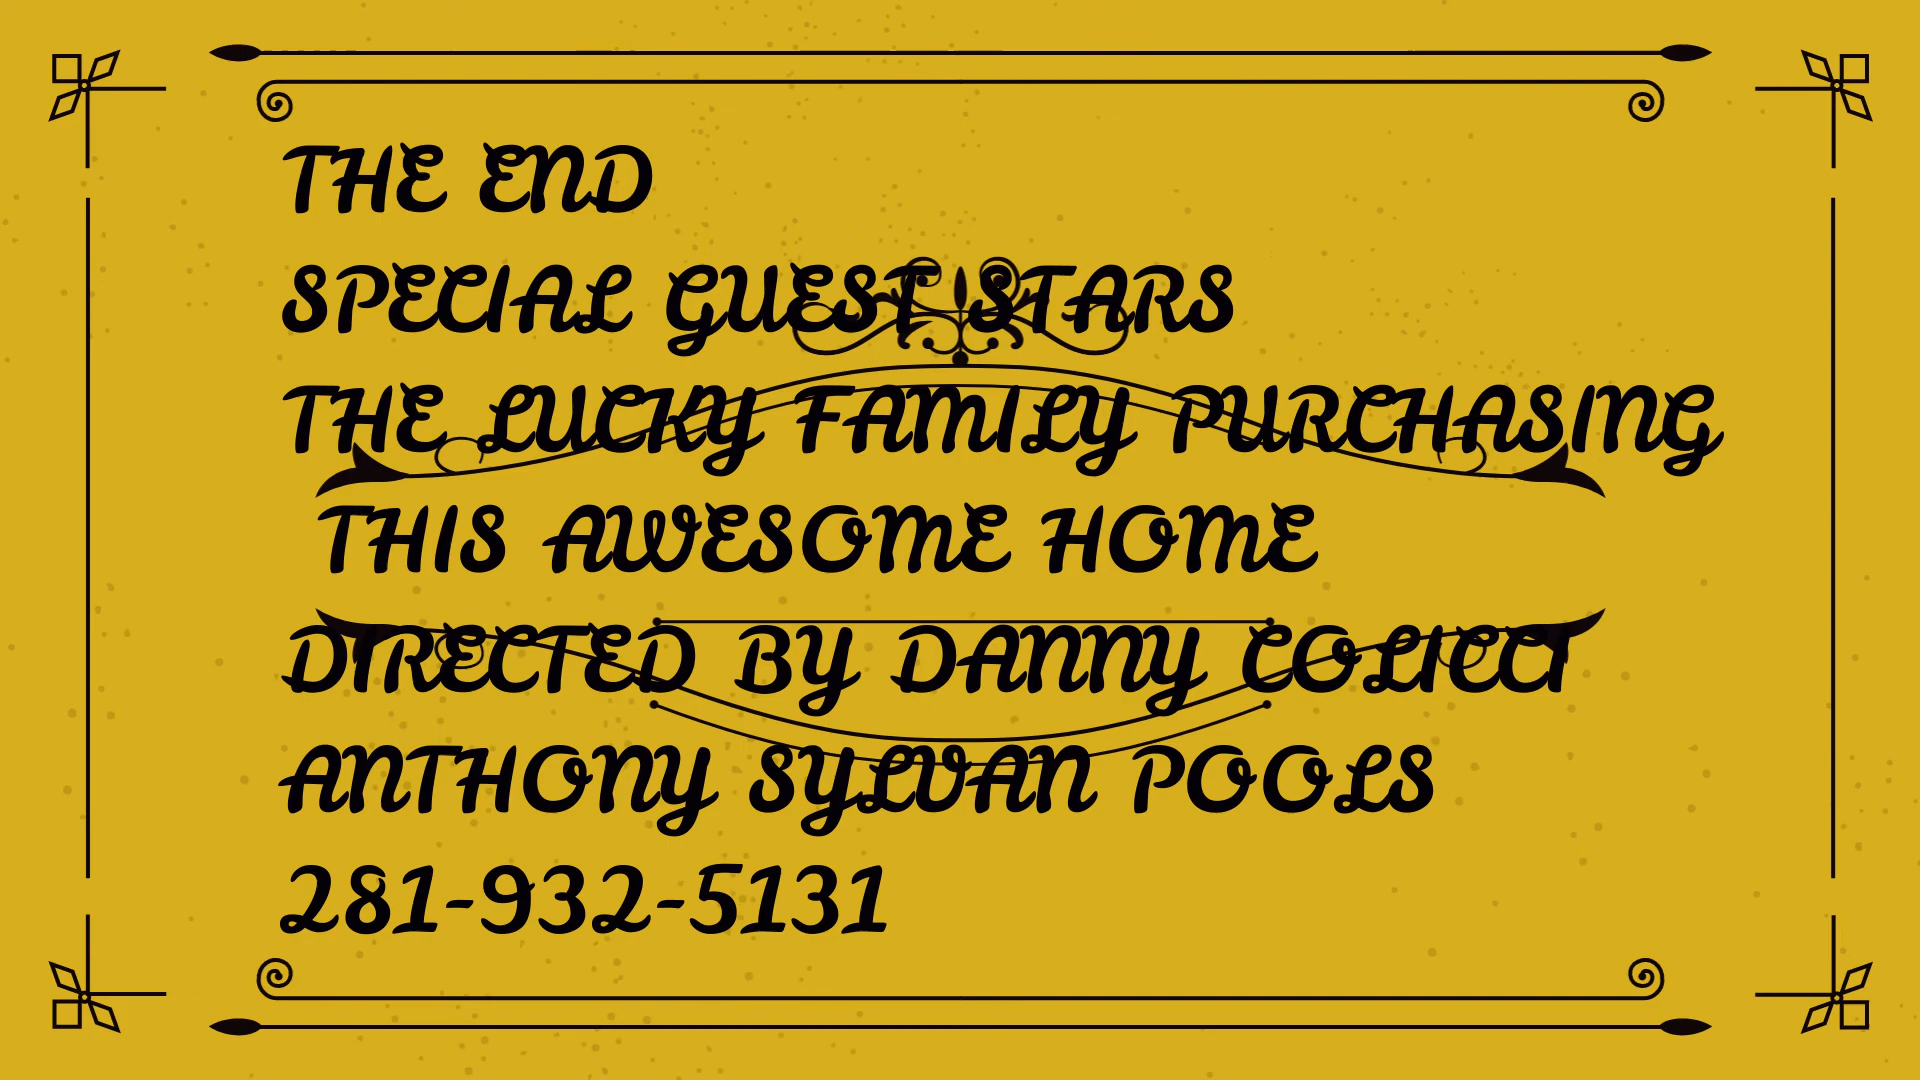 THE END
SPECIAL GUEST STARS
THE LUCKY FAMILY PURCHASING
THIS AWESOME HOME
DIRECTED BY DANNY COLICCI
ANTHONY SYLVAN POOLS
281-932-5131